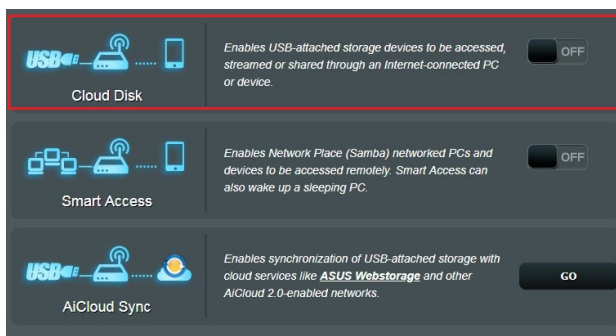 USB
Cloud Disk
Enables USB-attached storage devices to be accessed,
streamed or shared through an Internet-connected PC
or device.
OFF
Smart Access
Enables Network Place (Samba) networked PCs and
devices to be accessed remotely. Smart Access can
also wake up a sleeping PC.
OFF
USB
AiCloud Sync
Enables synchronization of USB-attached storage with
cloud services like ASUS Webstorage and other
AiCloud 2.0-enabled networks.
GO